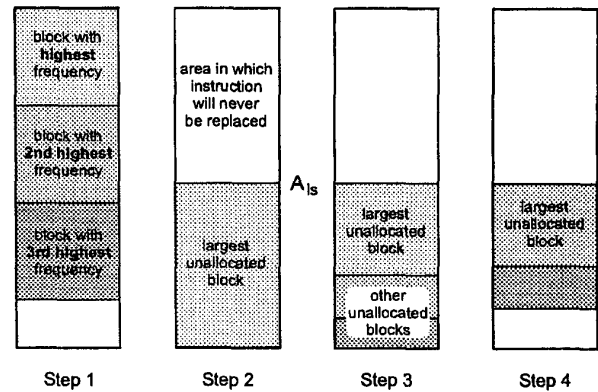 block with
highest
frequency
block with
2nd highest
frequency
block with
3rd highest
frequency
area in which
instruction
will never
be replaced
largest
unallocated
block
AIs
largest
unallocated
block
other
unallocated
blocks
largest
unallocated
block
Step 1
Step 2
Step 3
Step 4